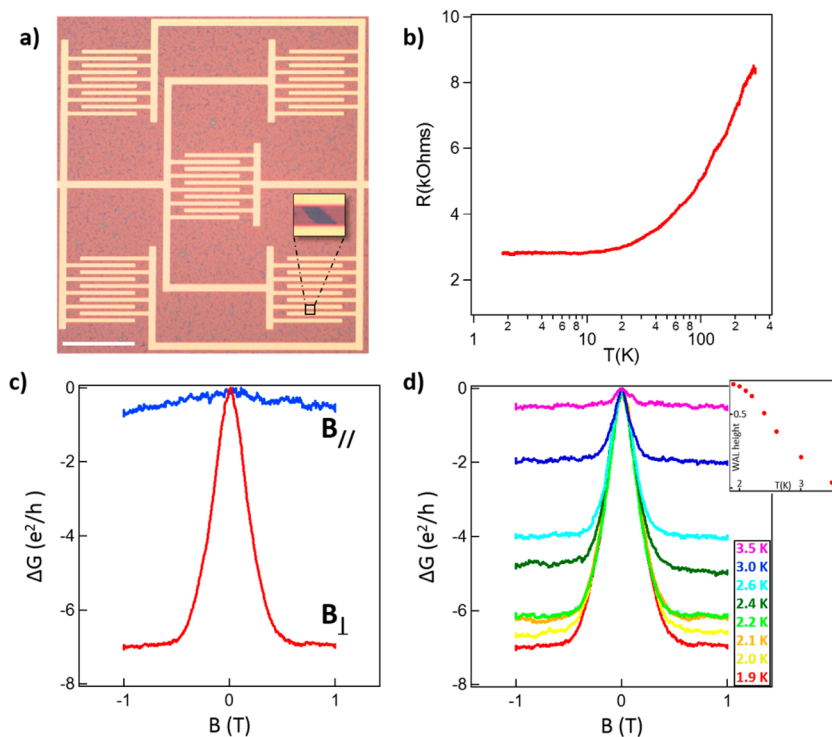 a)
b)
10
8
6
4
2
R(kOhms)
1
2
4
6
8
10
2
4
6
8
100
2
4
T(K)
c)
0
-2
-4
-6
-8
ΔG (e²/h)
B//
B⊥
-1
0
1
B (T)
d)
0
-2
-4
-6
-8
ΔG (e²/h)
-1
0
1
B (T)
WAL height
0.5
2
T(K)
3
3.5 K
3.0 K
2.6 K
2.4 K
2.2 K
2.1 K
2.0 K
1.9 K